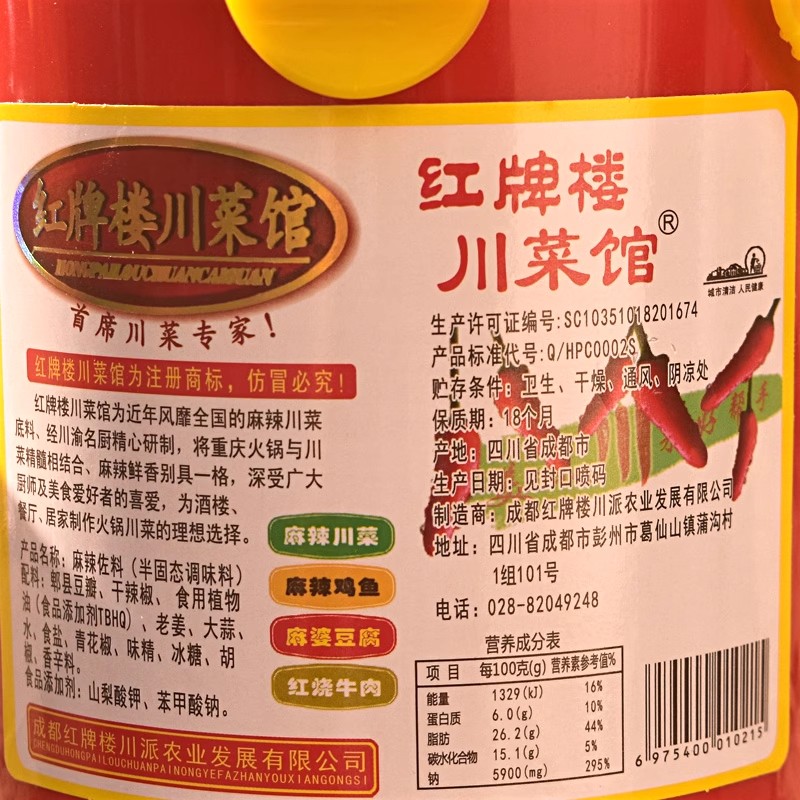 红牌楼川菜馆
HONGPAILOUCHUANCAIGUAN
首席川菜专家！
红牌楼川菜馆为注册商标，仿冒必究！
红牌楼川菜馆为近年风靡全国的麻辣川菜
底料、经川渝名厨精心研制，将重庆火锅与川
菜精髓相结合、麻辣鲜香别具一格，深受广大
厨师及美食爱好者的喜爱，为酒楼、
餐厅、居家制作火锅川菜的理想选择。
产品名称：麻辣佐料（半固态调味料）
配料：郫县豆瓣、干辣椒、食用植物
油（食品添加剂TBHQ）、老姜、大蒜、
水、食盐、青花椒、味精、冰糖、胡
椒、香辛料。
食品添加剂：山梨酸钾、苯甲酸钠。
麻辣川菜
麻辣鸡鱼
麻婆豆腐
红烧牛肉
成都红牌楼川派农业发展有限公司
CHENGDUHONGPAILOUCHUANPAINONGYEFAZHANYOUXIANGONGSI
红牌楼
川菜馆®
城市清洁 人民健康
生产许可证编号:SC10351018201674
产品标准代号:Q/HPC0002S
贮存条件：卫生、干燥、通风、阴凉处
保质期：18个月
产地：四川省成都市
生产日期：见封口喷码
制造商：成都红牌楼川派农业发展有限公司
地址：四川省成都市彭州市葛仙山镇蒲沟村
1组101号
电话：028-82049248
好帮手
营养成分表
项 目 每100克(g) 营养素参考值%
能量 1329(kJ) 16%
蛋白质 6.0(g) 10%
脂肪 26.2(g) 44%
碳水化合物 15.1(g) 5%
钠 5900(mg) 295%
6 975400 010215